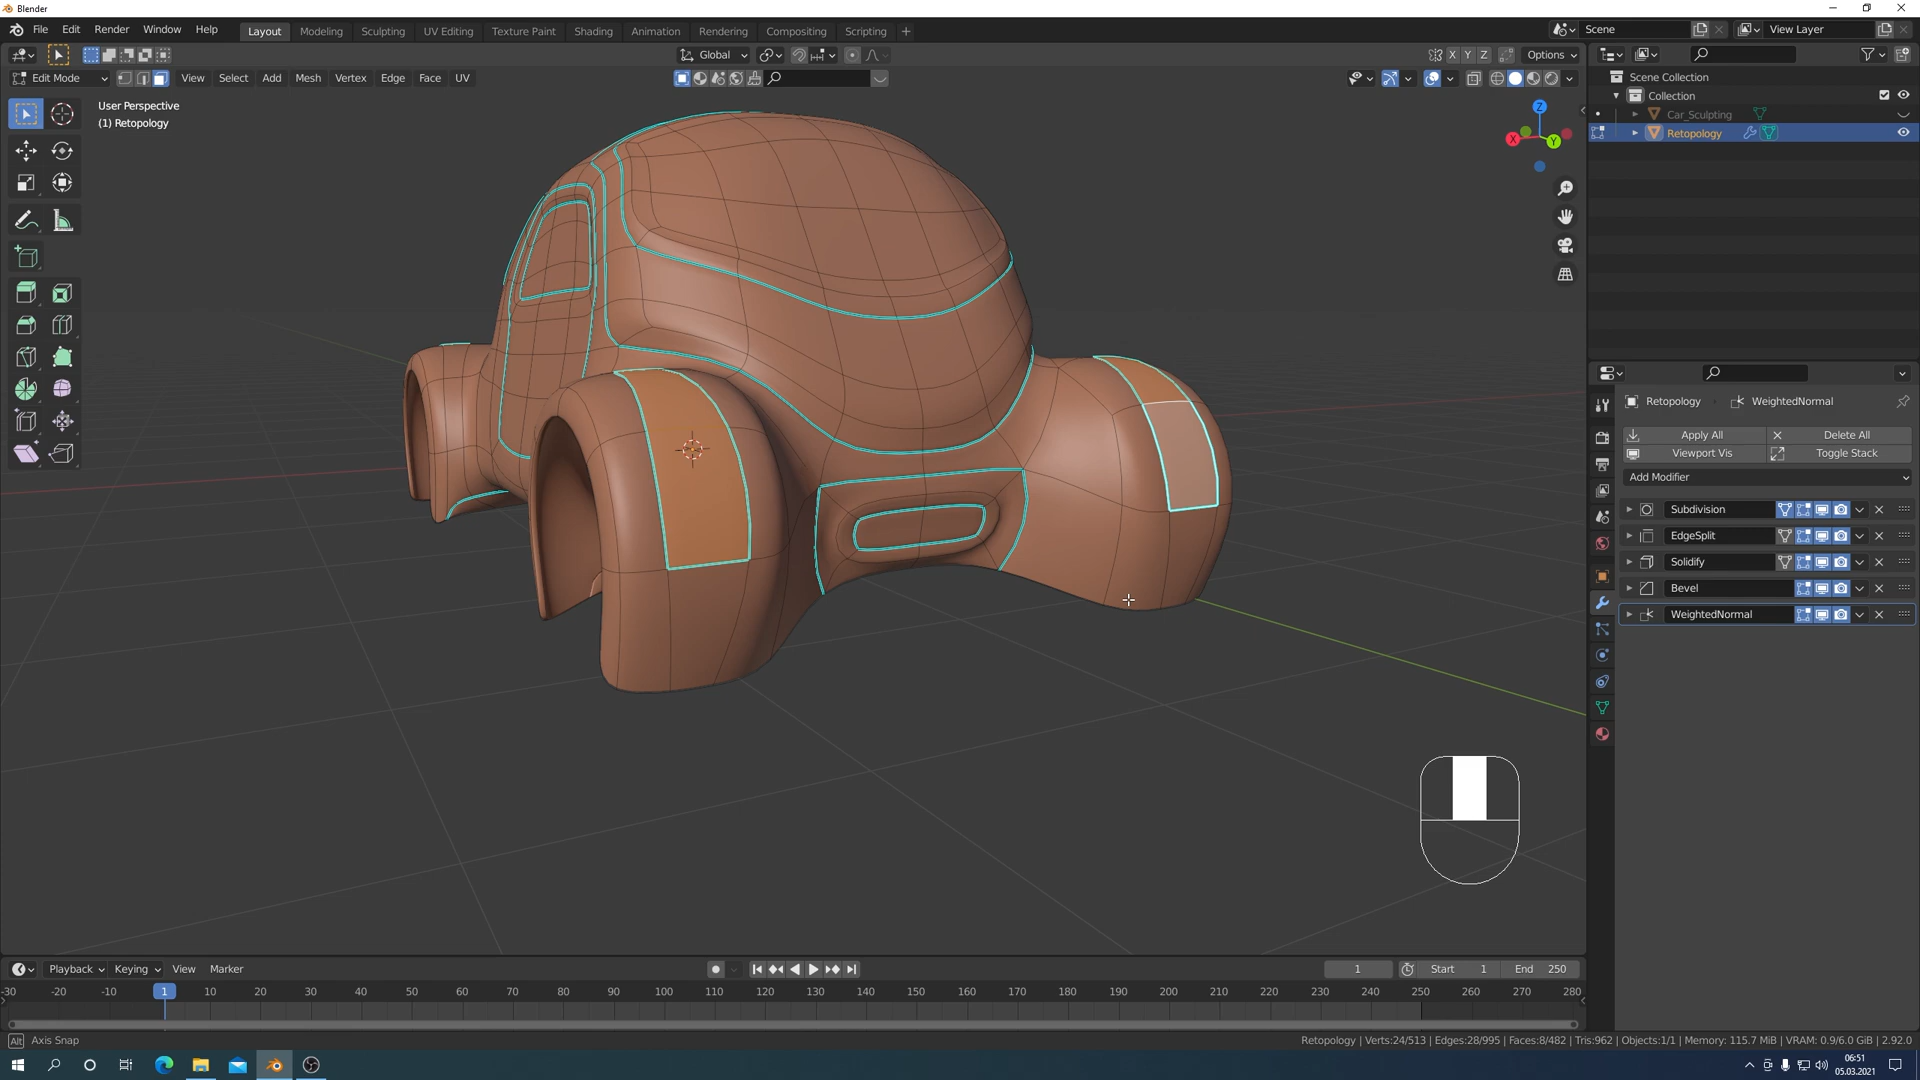 Blender
File Edit Render Window Help Layout Modeling Sculpting UV Editing Texture Paint Shading Animation Rendering Compositing Scripting + Scene View Layer
Global X Y Z Options
Edit Mode View Select Add Mesh Vertex Edge Face UV
User Perspective
(1) Retopology
Z
X
Y
Scene Collection
Collection
Car_Sculpting
Retopology
Retopology WeightedNormal
Apply All Delete All
Viewport Vis Toggle Stack
Add Modifier
Subdivision
EdgeSplit
Solidify
Bevel
WeightedNormal
Playback Keying View Marker 1 Start 1 End 250
-30 -20 -10 1 10 20 30 40 50 60 70 80 90 100 110 120 130 140 150 160 170 180 190 200 210 220 230 240 250 260 270 280
Alt Axis Snap Retopology | Verts:24/513 | Edges:28/995 | Faces:8/482 | Tris:962 | Objects:1/1 | Memory: 115.7 MiB | VRAM: 0.9/6.0 GiB | 2.92.0
06:51
05.03.2021